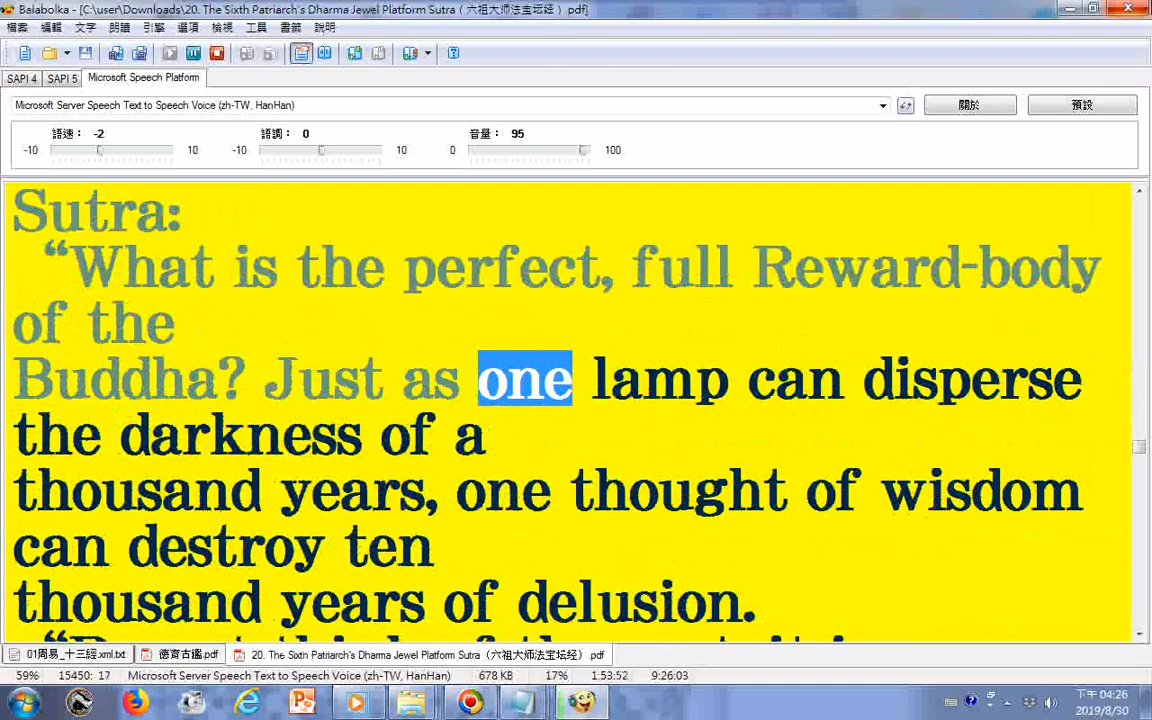 Balabolka - [C:\user\Downloads\20. The Sixth Patriarch's Dharma Jewel Platform Sutra（六祖大师法宝坛经）.pdf]
檔案 編輯 文字 朗讀 引擎 選項 檢視 工具 書籤 說明
SAPI 4 SAPI 5 Microsoft Speech Platform
Microsoft Server Speech Text to Speech Voice (zh-TW, HanHan) 關於 預設
語速： -2 語調： 0 音量： 95
-10 10 -10 10 0 100
Sutra:
“What is the perfect, full Reward-body
of the
Buddha? Just as one lamp can disperse
the darkness of a
thousand years, one thought of wisdom
can destroy ten
thousand years of delusion.
01周易_十三經.xml.txt 德育古鑑.pdf 20. The Sixth Patriarch's Dharma Jewel Platform Sutra（六祖大师法宝坛经）.pdf
59% 15450: 17 Microsoft Server Speech Text to Speech Voice (zh-TW, HanHan) 678 KB 17% 1:53:52 9:26:03
下午 04:26
2019/8/30